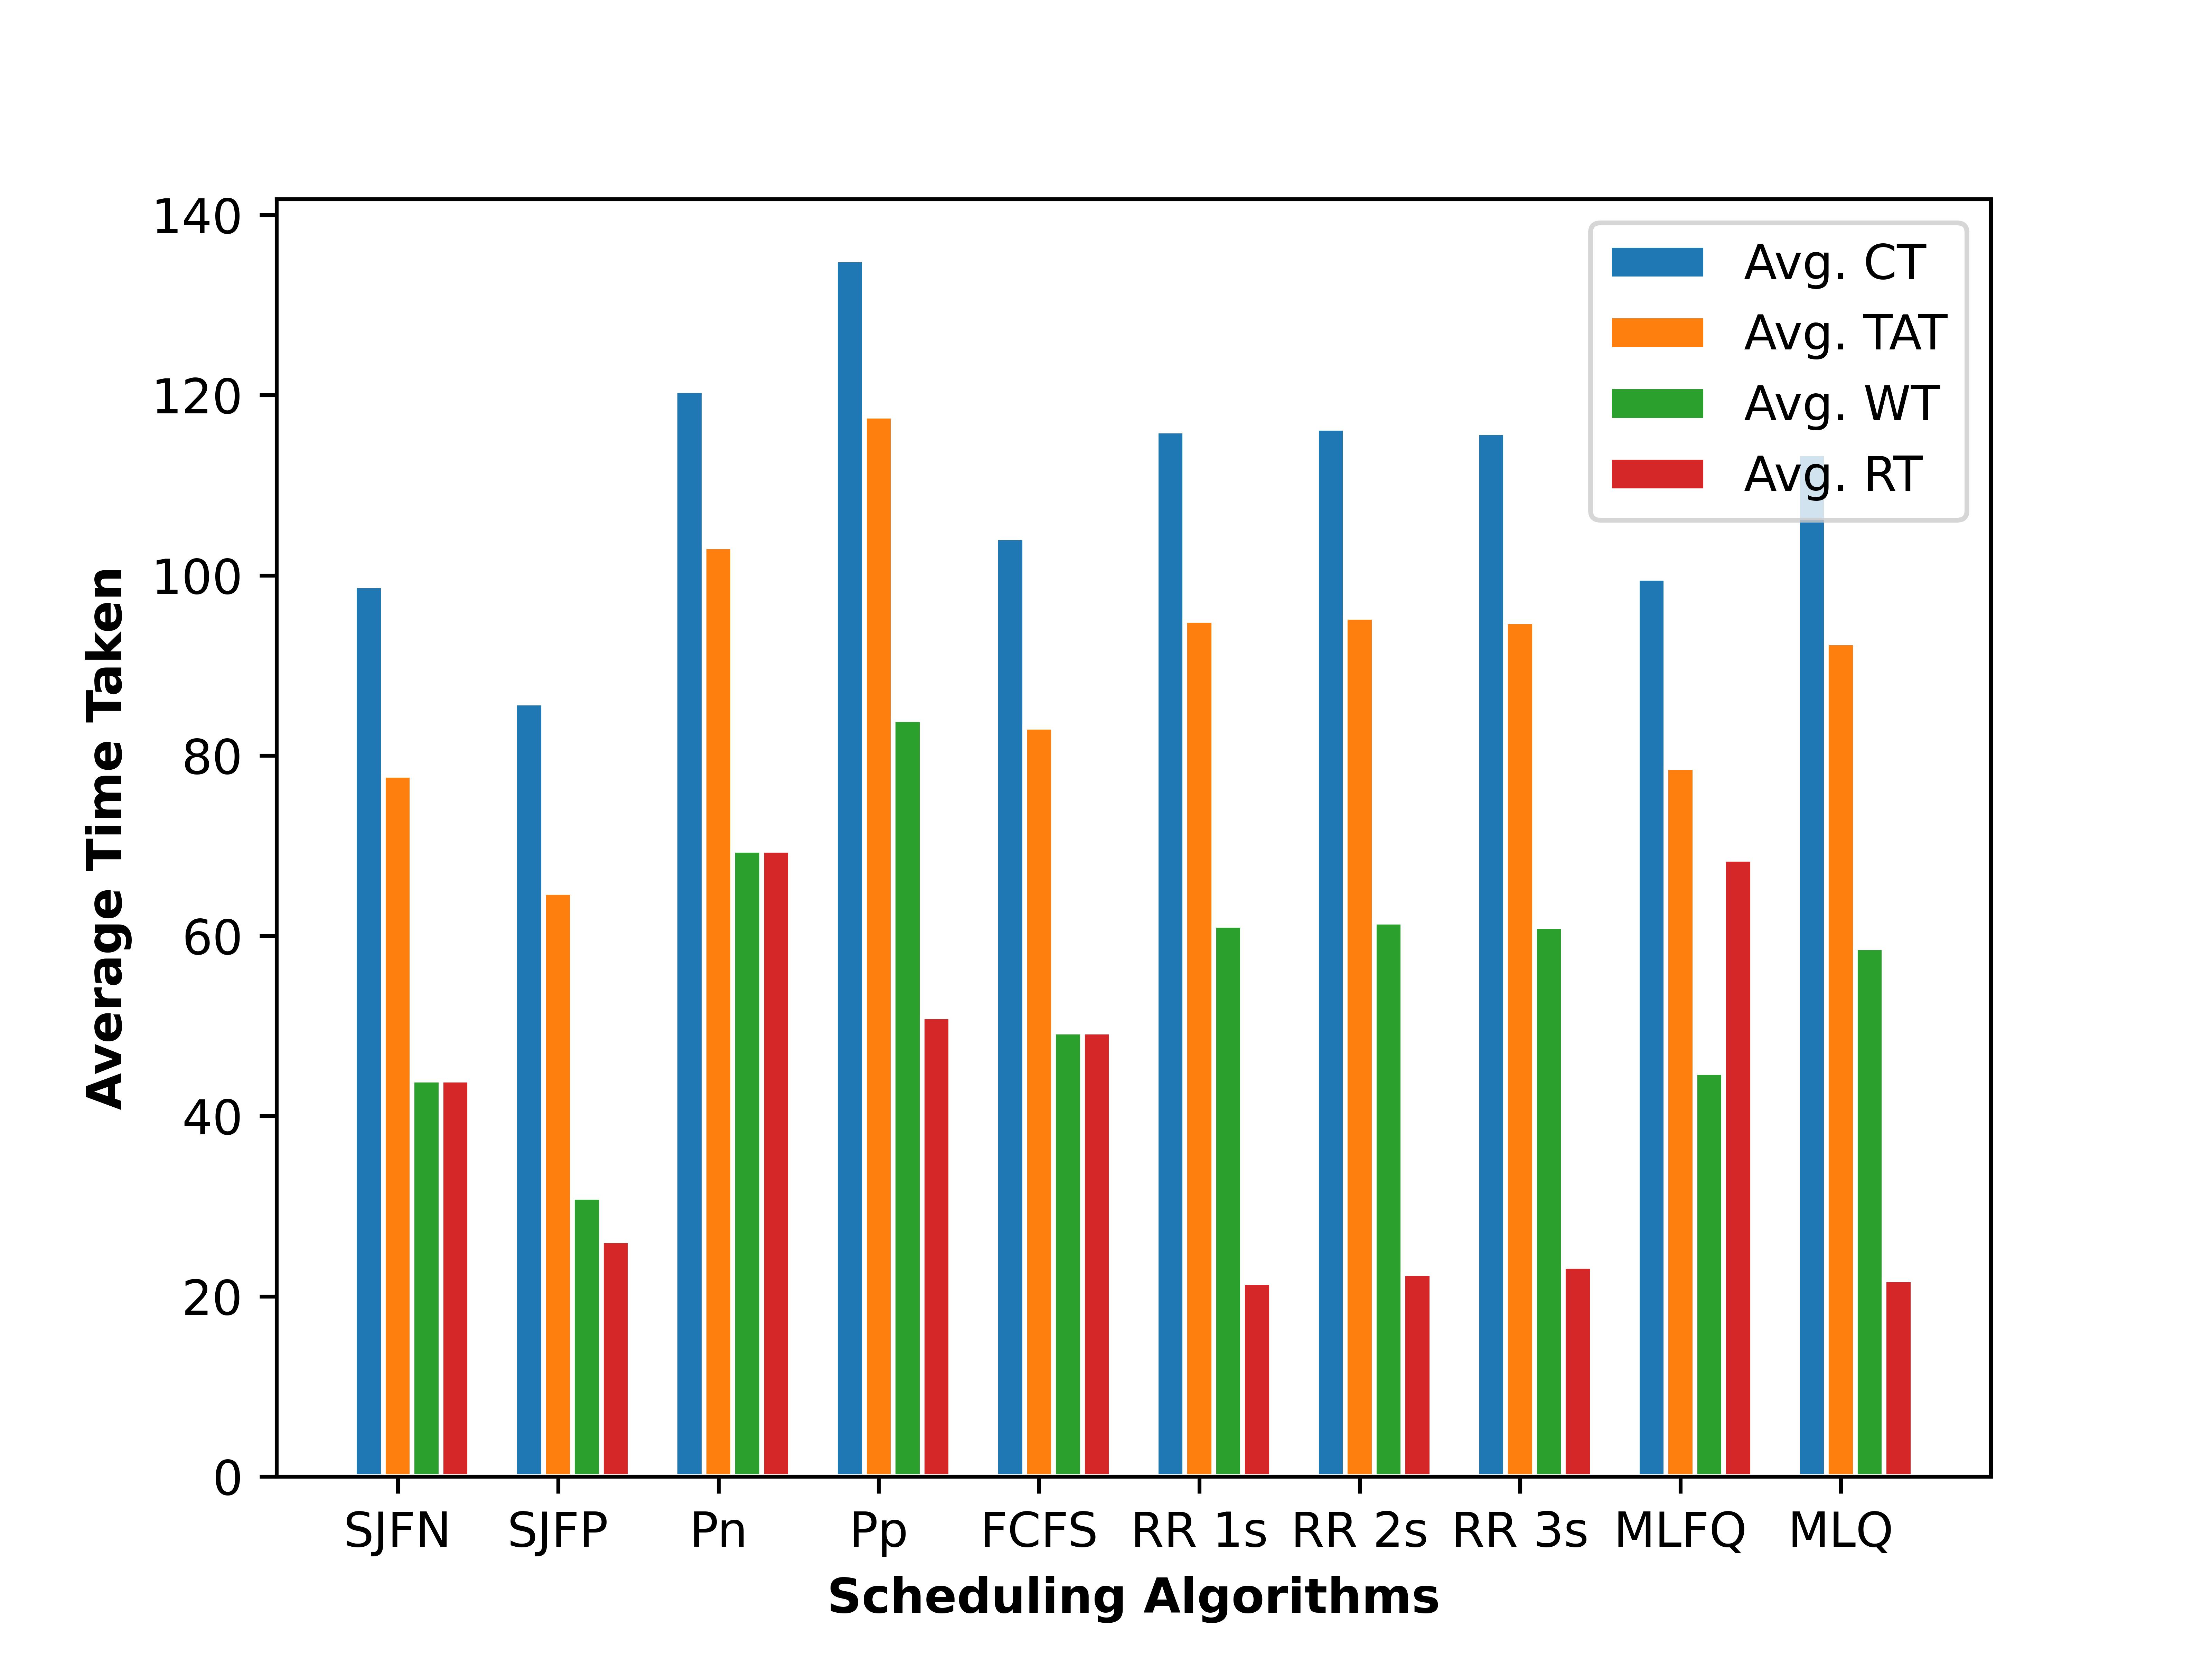 140
120
100
80
60
40
20
0
Average Time Taken
Avg. CT
Avg. TAT
Avg. WT
Avg. RT
SJFN SJFP Pn Pp FCFS RR 1s RR 2s RR 3s MLFQ MLQ
Scheduling Algorithms